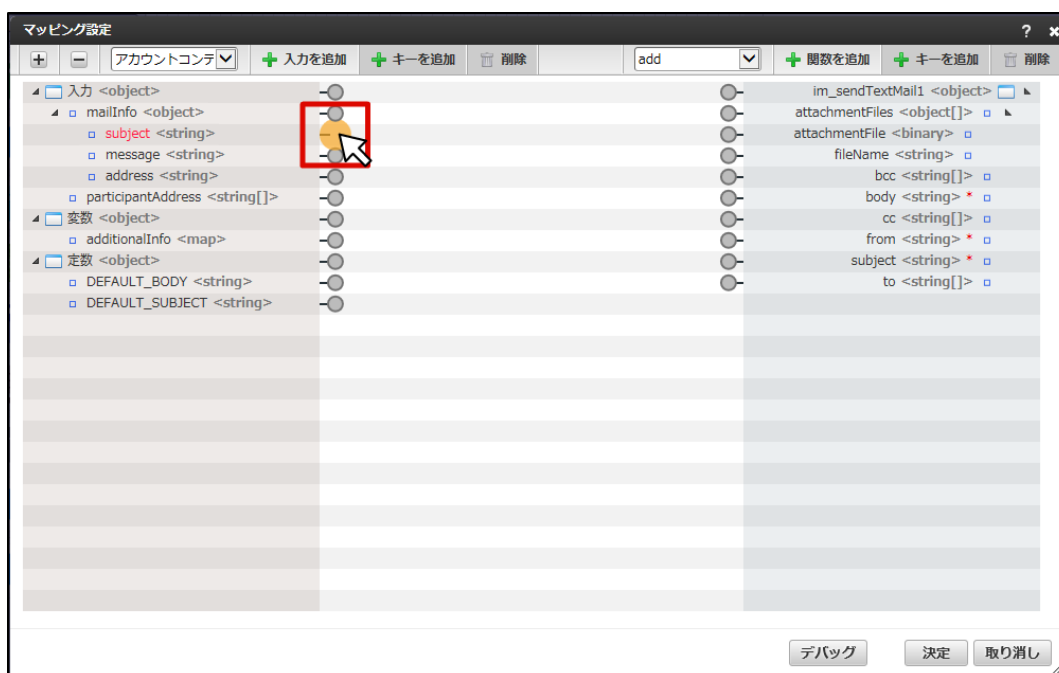 マッピング設定 ? ×
アカウントコンテ 入力を追加 キーを追加 削除 add 関数を追加 キーを追加 削除
入力 <object> im_sendTextMail1 <object>
mailInfo <object> attachmentFiles <object[]>
subject <string> attachmentFile <binary>
message <string> fileName <string>
address <string> bcc <string[]>
participantAddress <string[]> body <string> *
変数 <object> cc <string[]>
additionalInfo <map> from <string> *
定数 <object> subject <string> *
DEFAULT_BODY <string> to <string[]>
DEFAULT_SUBJECT <string>
デバッグ 決定 取り消し